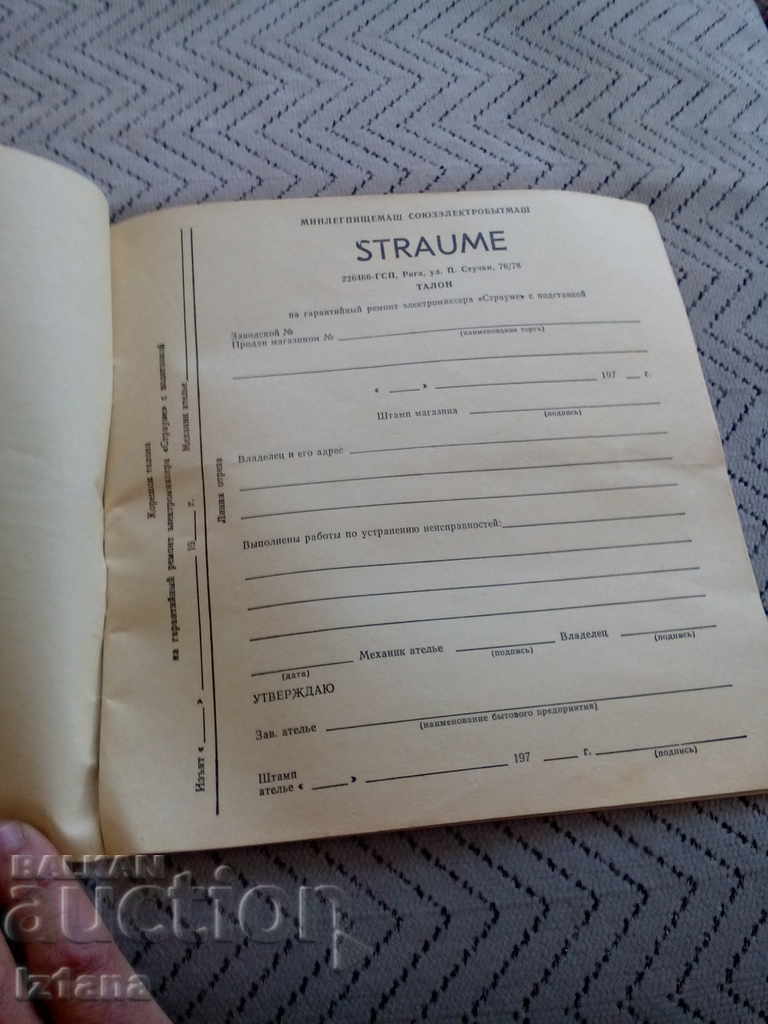 МИНЛЕГПИЩЕМАШ СОЮЗЭЛЕКТРОБЫТМАШ
STRAUME
226466-ГСП, Рига, ул. П. Стучки, 76/78
ТАЛОН
на гарантийный ремонт электромиксера «Страуме» с подставкой
Заводской №
Продан магазином №
(наименование торга)
« » 197 г.
Штамп магазина
(подпись)
Владелец и его адрес
Выполнены работы по устранению неисправностей:
Механик ателье Владелец
(дата) (подпись) (подпись)
УТВЕРЖДАЮ
Зав. ателье
(наименование бытового предприятия)
Штамп
ателье « » 197 г.
(подпись)
Корешок талона
на гарантийный ремонт электромиксера «Страуме» с подставкой
Изъят « » 19 г. Механик ателье
Линия отреза
BALKAN
auction
Iz1ana